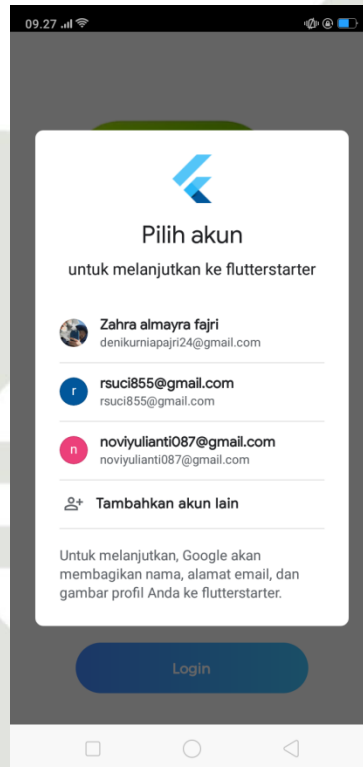 09.27
Pilih akun
untuk melanjutkan ke flutterstarter
Zahra almayra fajri
denikurniapajri24@gmail.com
r
rsuci855@gmail.com
rsuci855@gmail.com
n
noviyulianti087@gmail.com
noviyulianti087@gmail.com
Tambahkan akun lain
Untuk melanjutkan, Google akan
membagikan nama, alamat email, dan
gambar profil Anda ke flutterstarter.
Login